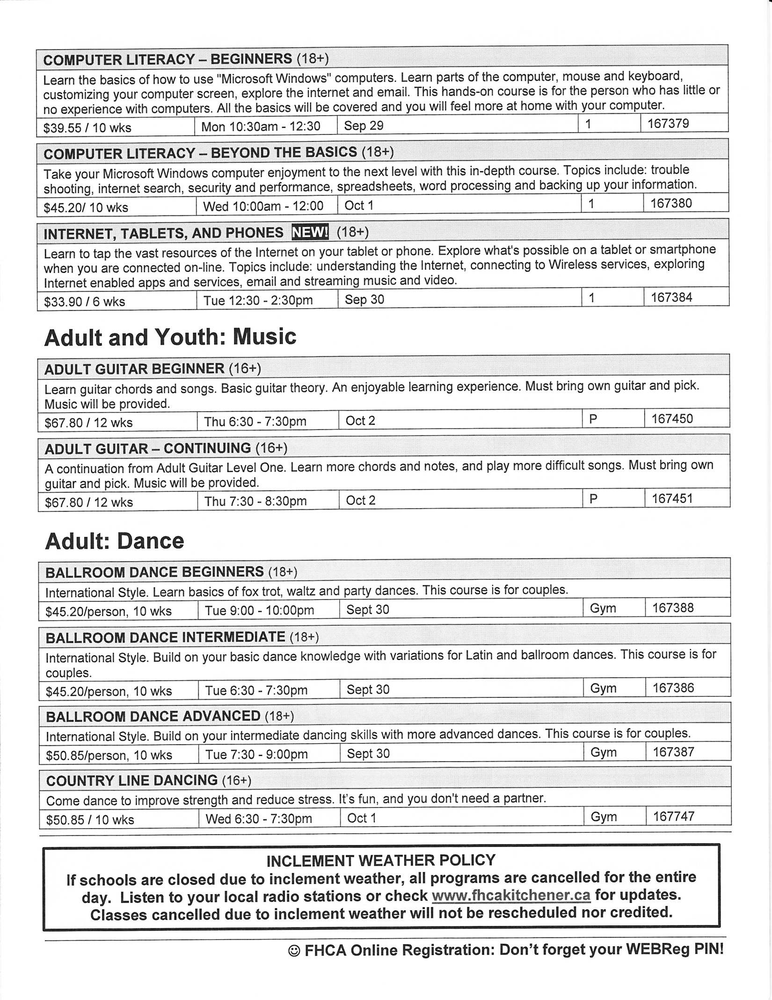 COMPUTER LITERACY – BEGINNERS (18+)
Learn the basics of how to use "Microsoft Windows" computers. Learn parts of the computer, mouse and keyboard,
customizing your computer screen, explore the internet and email. This hands-on course is for the person who has little or
no experience with computers. All the basics will be covered and you will feel more at home with your computer.
$39.55 / 10 wks Mon 10:30am - 12:30 Sep 29 1 167379
COMPUTER LITERACY – BEYOND THE BASICS (18+)
Take your Microsoft Windows computer enjoyment to the next level with this in-depth course. Topics include: trouble
shooting, internet search, security and performance, spreadsheets, word processing and backing up your information.
$45.20/ 10 wks Wed 10:00am - 12:00 Oct 1 1 167380
INTERNET, TABLETS, AND PHONES NEW! (18+)
Learn to tap the vast resources of the Internet on your tablet or phone. Explore what's possible on a tablet or smartphone
when you are connected on-line. Topics include: understanding the Internet, connecting to Wireless services, exploring
Internet enabled apps and services, email and streaming music and video.
$33.90 / 6 wks Tue 12:30 - 2:30pm Sep 30 1 167384
Adult and Youth: Music
ADULT GUITAR BEGINNER (16+)
Learn guitar chords and songs. Basic guitar theory. An enjoyable learning experience. Must bring own guitar and pick.
Music will be provided.
$67.80 / 12 wks Thu 6:30 - 7:30pm Oct 2 P 167450
ADULT GUITAR – CONTINUING (16+)
A continuation from Adult Guitar Level One. Learn more chords and notes, and play more difficult songs. Must bring own
guitar and pick. Music will be provided.
$67.80 / 12 wks Thu 7:30 - 8:30pm Oct 2 P 167451
Adult: Dance
BALLROOM DANCE BEGINNERS (18+)
International Style. Learn basics of fox trot, waltz and party dances. This course is for couples.
$45.20/person, 10 wks Tue 9:00 - 10:00pm Sept 30 Gym 167388
BALLROOM DANCE INTERMEDIATE (18+)
International Style. Build on your basic dance knowledge with variations for Latin and ballroom dances. This course is for
couples.
$45.20/person, 10 wks Tue 6:30 - 7:30pm Sept 30 Gym 167386
BALLROOM DANCE ADVANCED (18+)
International Style. Build on your intermediate dancing skills with more advanced dances. This course is for couples.
$50.85/person, 10 wks Tue 7:30 - 9:00pm Sept 30 Gym 167387
COUNTRY LINE DANCING (16+)
Come dance to improve strength and reduce stress. It's fun, and you don't need a partner.
$50.85 / 10 wks Wed 6:30 - 7:30pm Oct 1 Gym 167747
INCLEMENT WEATHER POLICY
If schools are closed due to inclement weather, all programs are cancelled for the entire
day. Listen to your local radio stations or check www.fhcakitchener.ca for updates.
Classes cancelled due to inclement weather will not be rescheduled nor credited.
☺ FHCA Online Registration: Don't forget your WEBReg PIN!